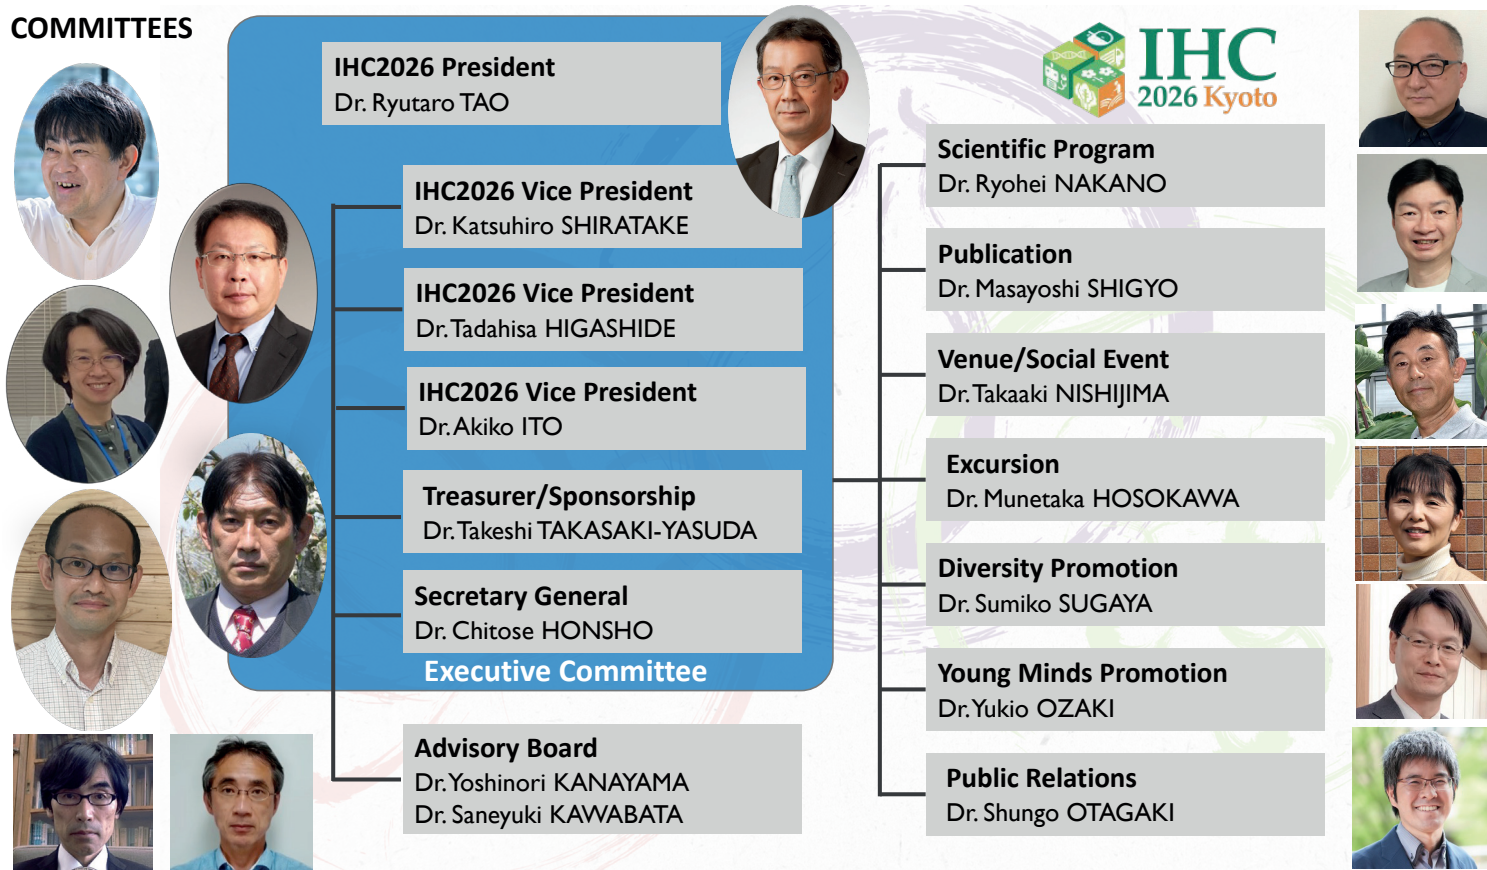 COMMITTEES
IHC2026 President
Dr. Ryutaro TAO
IHC2026 Vice President
Dr. Katsuhiro SHIRATAKE
IHC2026 Vice President
Dr. Tadahisa HIGASHIDE
IHC2026 Vice President
Dr. Akiko ITO
Treasurer/Sponsorship
Dr. Takeshi TAKASAKI-YASUDA
Secretary General
Dr. Chitose HONSHO
Executive Committee
Advisory Board
Dr. Yoshinori KANAYAMA
Dr. Saneyuki KAWABATA
IHC
2026 Kyoto
Scientific Program
Dr. Ryohei NAKANO
Publication
Dr. Masayoshi SHIGYO
Venue/Social Event
Dr. Takaaki NISHIJIMA
Excursion
Dr. Munetaka HOSOKAWA
Diversity Promotion
Dr. Sumiko SUGAYA
Young Minds Promotion
Dr. Yukio OZAKI
Public Relations
Dr. Shungo OTAGAKI